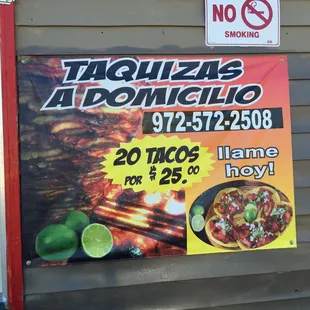 NO
SMOKING
TAQUIZAS
A DOMICILIO
972-572-2508
20 TACOS
POR $ 25.00
llame
hoy!